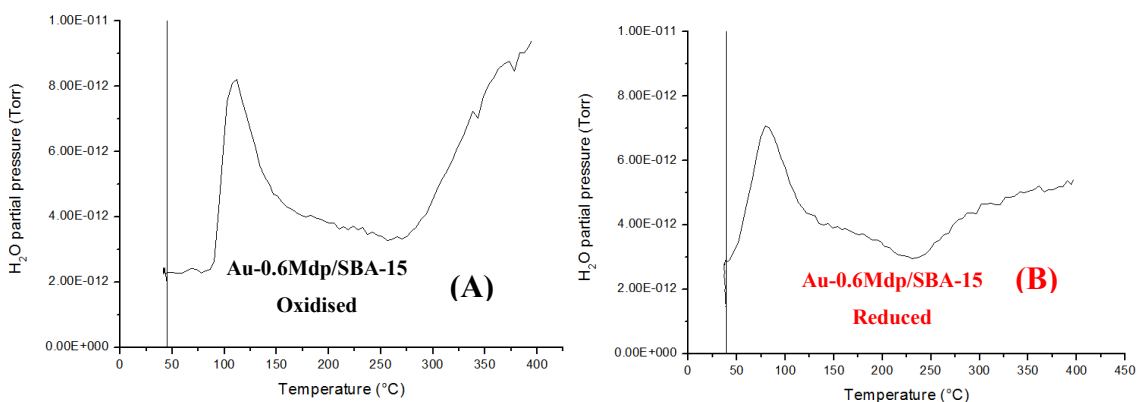 1.00E-011
8.00E-012
6.00E-012
4.00E-012
2.00E-012
0.00E+000
H₂O partial pressure (Torr)
0 50 100 150 200 250 300 350 400
Temperature (°C)
Au-0.6Mdp/SBA-15
Oxidised
(A)
1.00E-011
8.00E-012
6.00E-012
4.00E-012
2.00E-012
0.00E+000
H₂O partial pressure (Torr)
0 50 100 150 200 250 300 350 400 450
Temperature (°C)
Au-0.6Mdp/SBA-15
Reduced
(B)